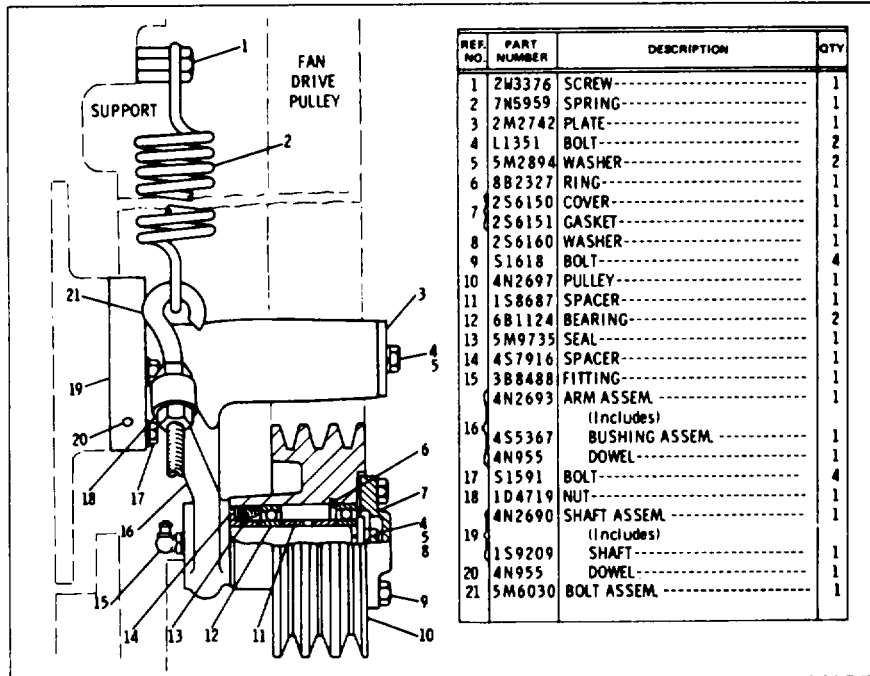 1
FAN
DRIVE
PULLEY
SUPPORT
2
21
3
4
5
19
20
18
17
16
6
7
4
5
8
15
14
13
12
11
10
9
REF. NO. PART NUMBER DESCRIPTION QTY
1 2W3376 SCREW 1
2 7N5959 SPRING 1
3 2M2742 PLATE 1
4 L1351 BOLT 2
5 5M2894 WASHER 2
6 8B2327 RING 1
7 2S6150 COVER 1
2S6151 GASKET 1
8 2S6160 WASHER 1
9 S1618 BOLT 4
10 4N2697 PULLEY 1
11 1S8687 SPACER 1
12 6B1124 BEARING 2
13 5M9735 SEAL 1
14 4S7916 SPACER 1
15 3B8488 FITTING 1
16 4N2693 ARM ASSEM. 1
(Includes)
4S5367 BUSHING ASSEM. 1
4N955 DOWEL 1
17 S1591 BOLT 4
18 1D4719 NUT 1
19 4N2690 SHAFT ASSEM. 1
(Includes)
1S9209 SHAFT 1
20 4N955 DOWEL 1
21 5M6030 BOLT ASSEM. 1